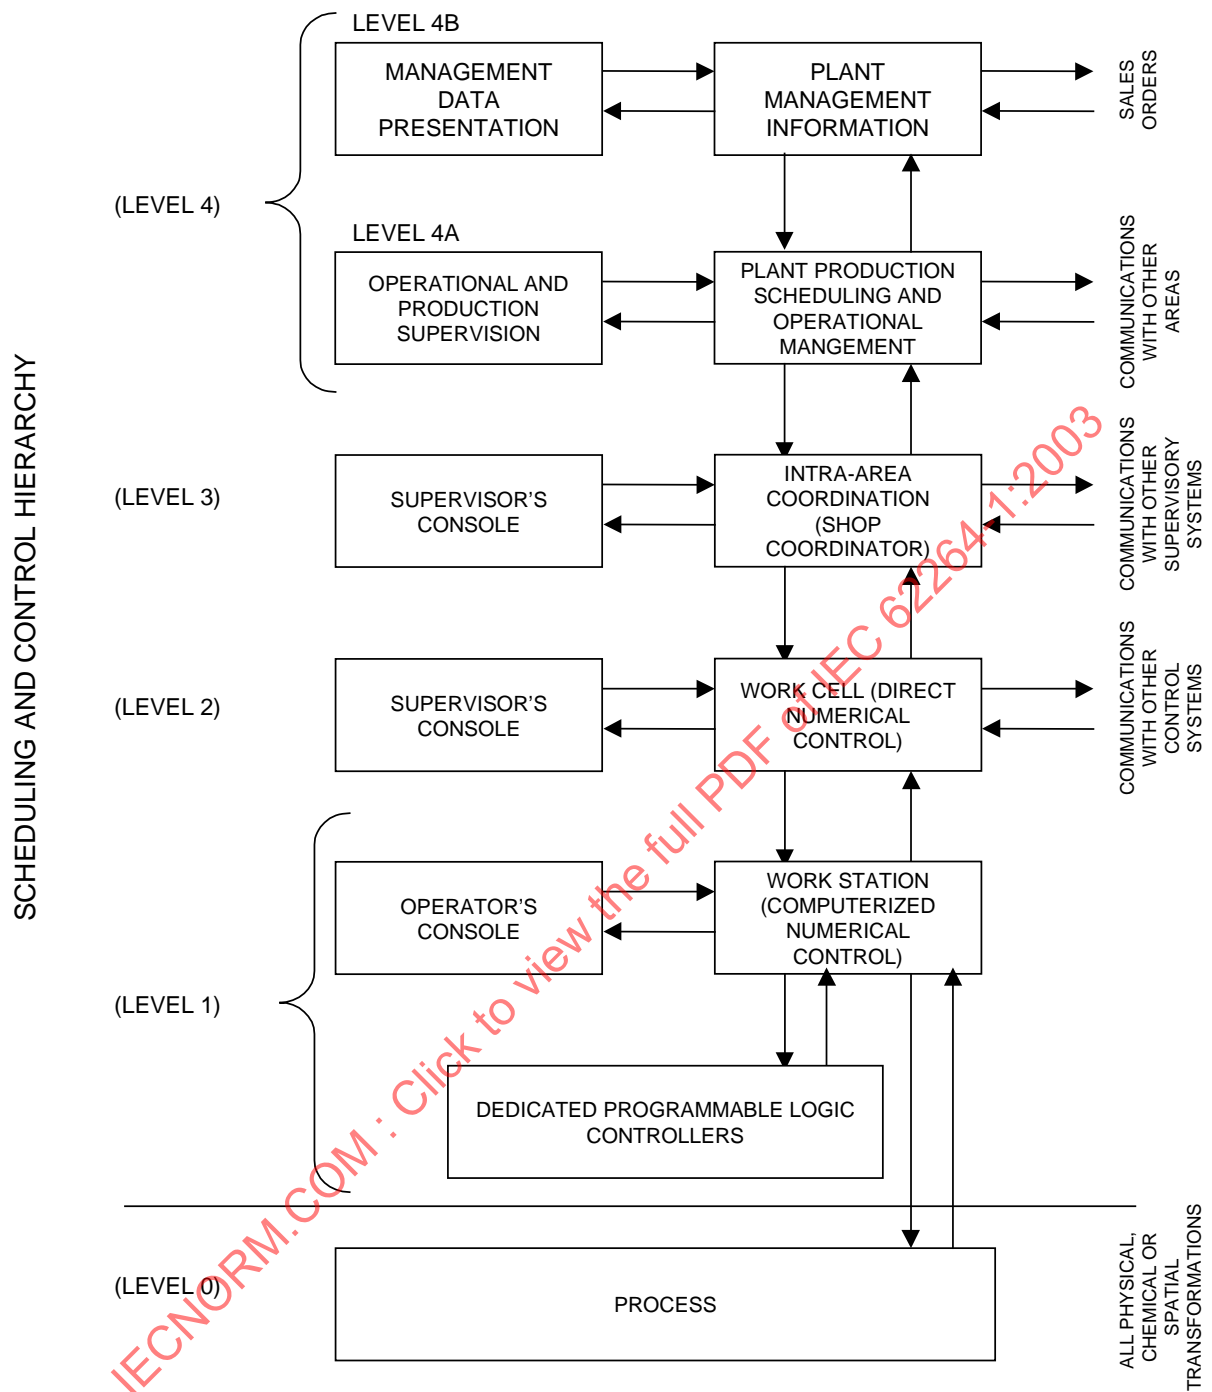 SCHEDULING AND CONTROL HIERARCHY
LEVEL 4B
MANAGEMENT
DATA
PRESENTATION
PLANT
MANAGEMENT
INFORMATION
SALES
ORDERS
(LEVEL 4)
LEVEL 4A
OPERATIONAL AND
PRODUCTION
SUPERVISION
PLANT PRODUCTION
SCHEDULING AND
OPERATIONAL
MANGEMENT
COMMUNICATIONS
WITH OTHER
AREAS
(LEVEL 3)
SUPERVISOR'S
CONSOLE
INTRA-AREA
COORDINATION
(SHOP
COORDINATOR)
COMMUNICATIONS
WITH OTHER
SUPERVISORY
SYSTEMS
(LEVEL 2)
SUPERVISOR'S
CONSOLE
WORK CELL (DIRECT
NUMERICAL
CONTROL)
COMMUNICATIONS
WITH OTHER
CONTROL
SYSTEMS
(LEVEL 1)
OPERATOR'S
CONSOLE
WORK STATION
(COMPUTERIZED
NUMERICAL
CONTROL)
DEDICATED PROGRAMMABLE LOGIC
CONTROLLERS
(LEVEL 0)
PROCESS
ALL PHYSICAL,
CHEMICAL OR
SPATIAL
TRANSFORMATIONS
IECNORM.COM : Click to view the full PDF of IEC 62264-1:2003